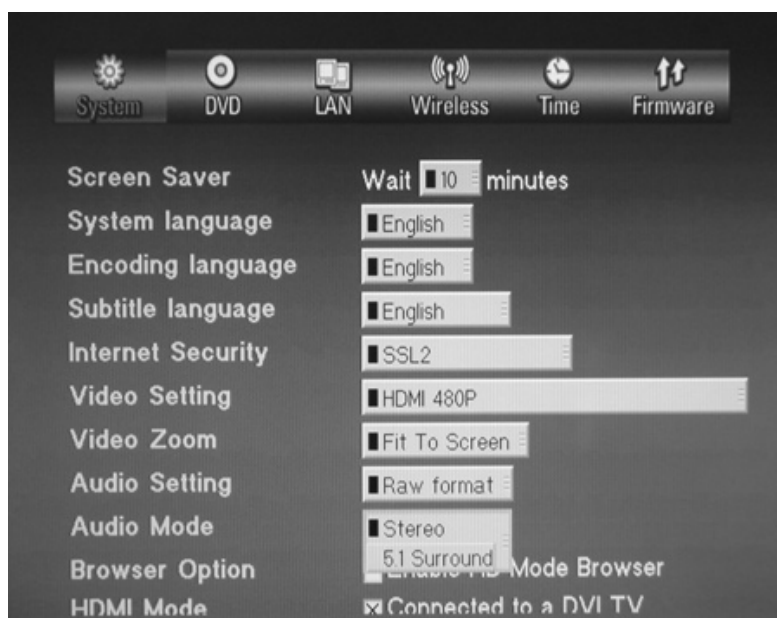 System DVD LAN Wireless Time Firmware
Screen Saver Wait 10 minutes
System language English
Encoding language English
Subtitle language English
Internet Security SSL2
Video Setting HDMI 480P
Video Zoom Fit To Screen
Audio Setting Raw format
Audio Mode Stereo
5.1 Surround
Browser Option Enable HD Mode Browser
HDMI Mode Connected to a DVI TV